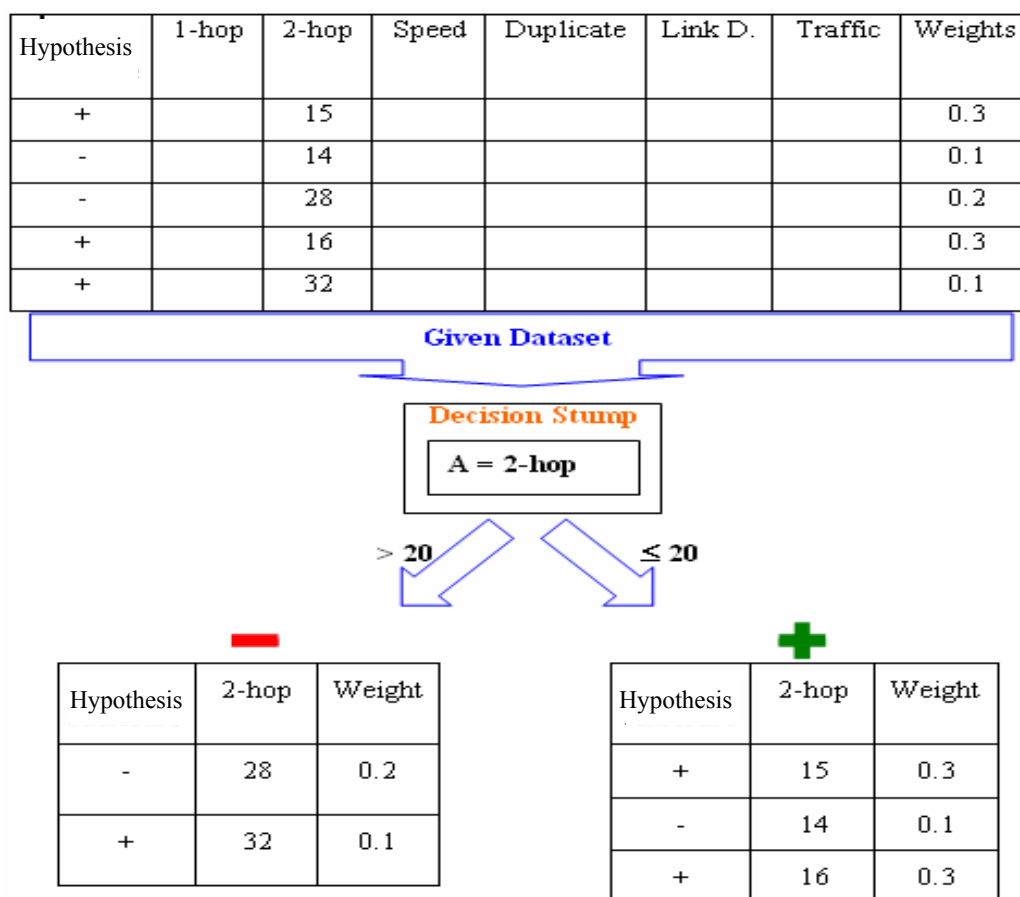 Hypothesis 1-hop 2-hop Speed Duplicate Link D. Traffic Weights
+ 15 0.3
- 14 0.1
- 28 0.2
+ 16 0.3
+ 32 0.1
Given Dataset
Decision Stump
A = 2-hop
> 20 ≤ 20
Hypothesis 2-hop Weight
- 28 0.2
+ 32 0.1
Hypothesis 2-hop Weight
+ 15 0.3
- 14 0.1
+ 16 0.3